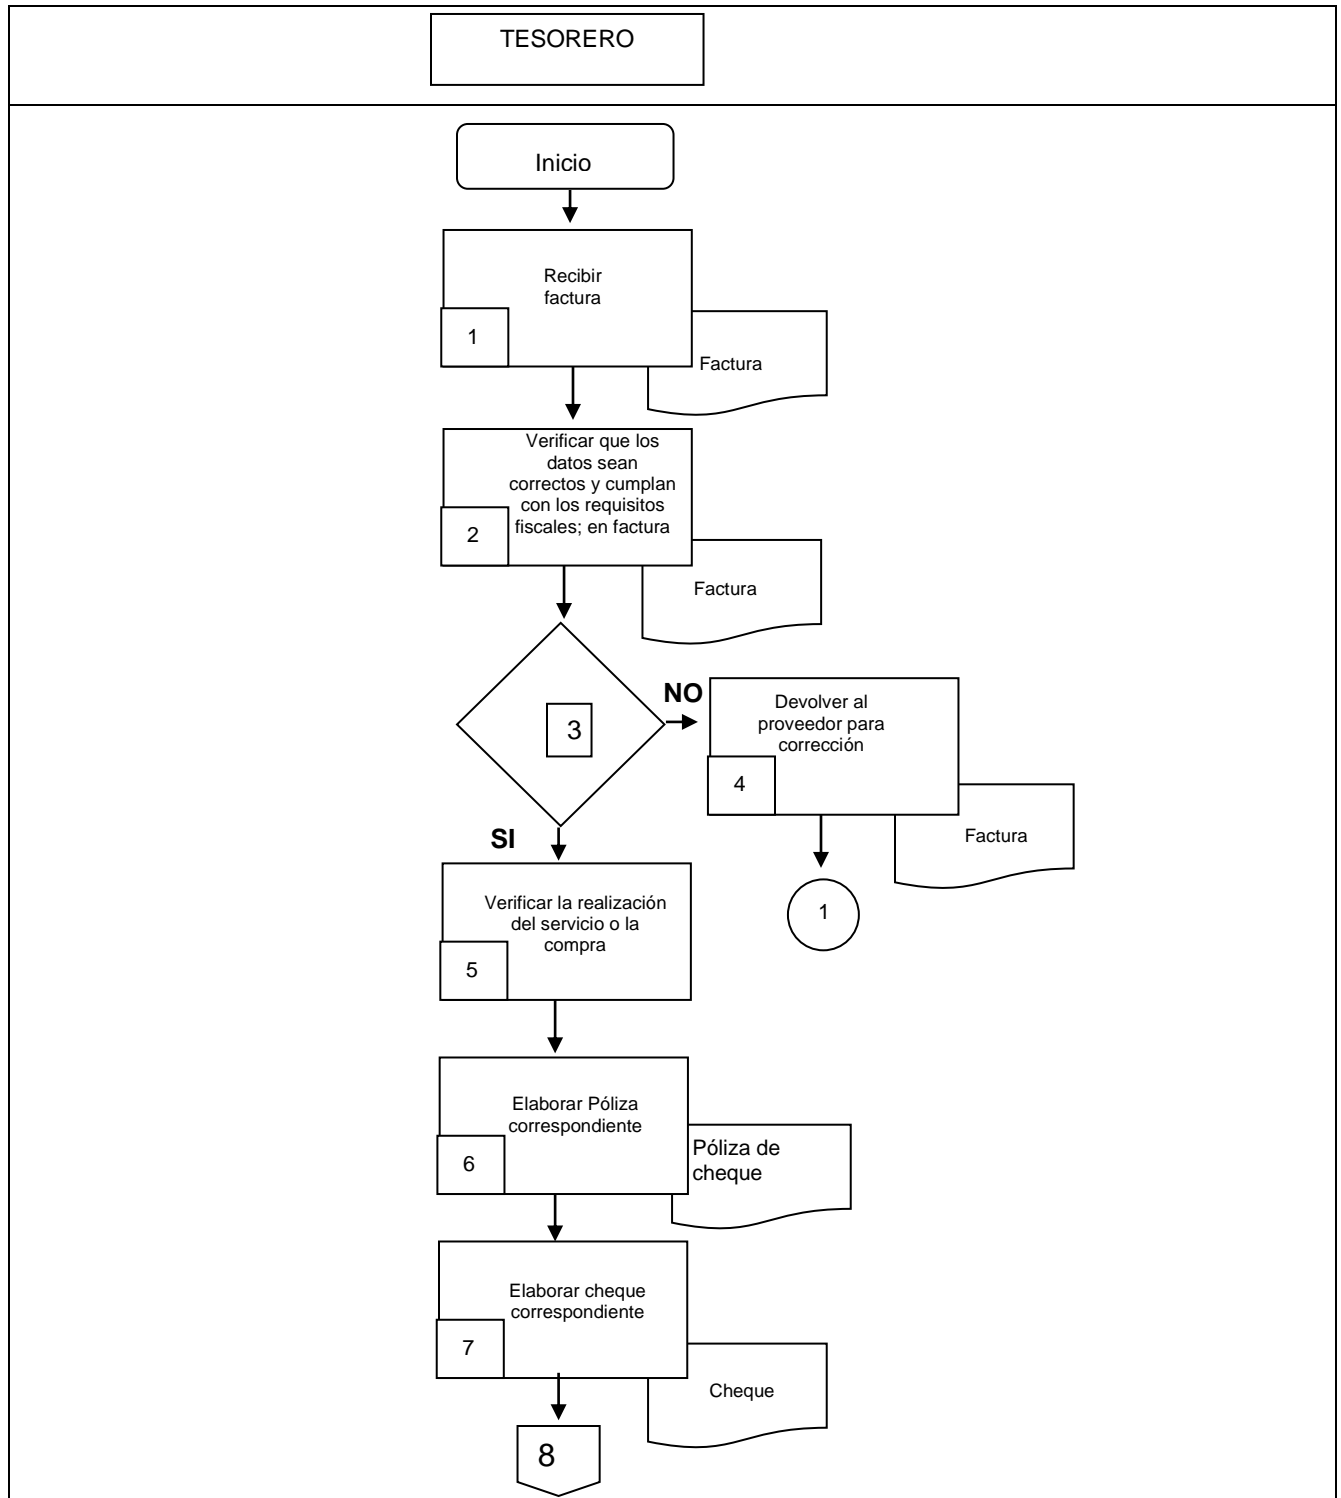 TESORERO
Inicio
Recibir
factura
1
Factura
Verificar que los
datos sean
correctos y cumplan
con los requisitos
fiscales; en factura
2
Factura
3
NO
Devolver al
proveedor para
corrección
4
Factura
1
SI
Verificar la realización
del servicio o la
compra
5
Elaborar Póliza
correspondiente
6
Póliza de
cheque
Elaborar cheque
correspondiente
7
Cheque
8